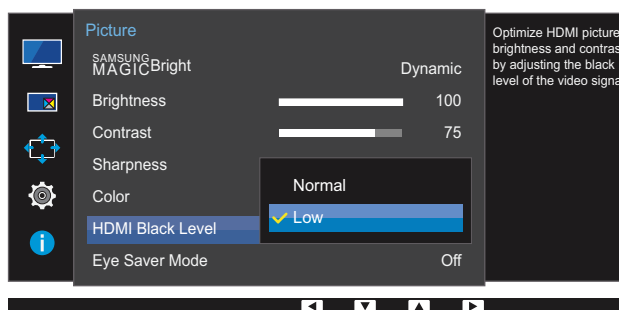 Picture
SAMSUNG
MAGICBright Dynamic
Brightness 100
Contrast 75
Sharpness
Color
HDMI Black Level
Normal
Low
Eye Saver Mode Off
Optimize HDMI picture
brightness and contras
by adjusting the black
level of the video signa